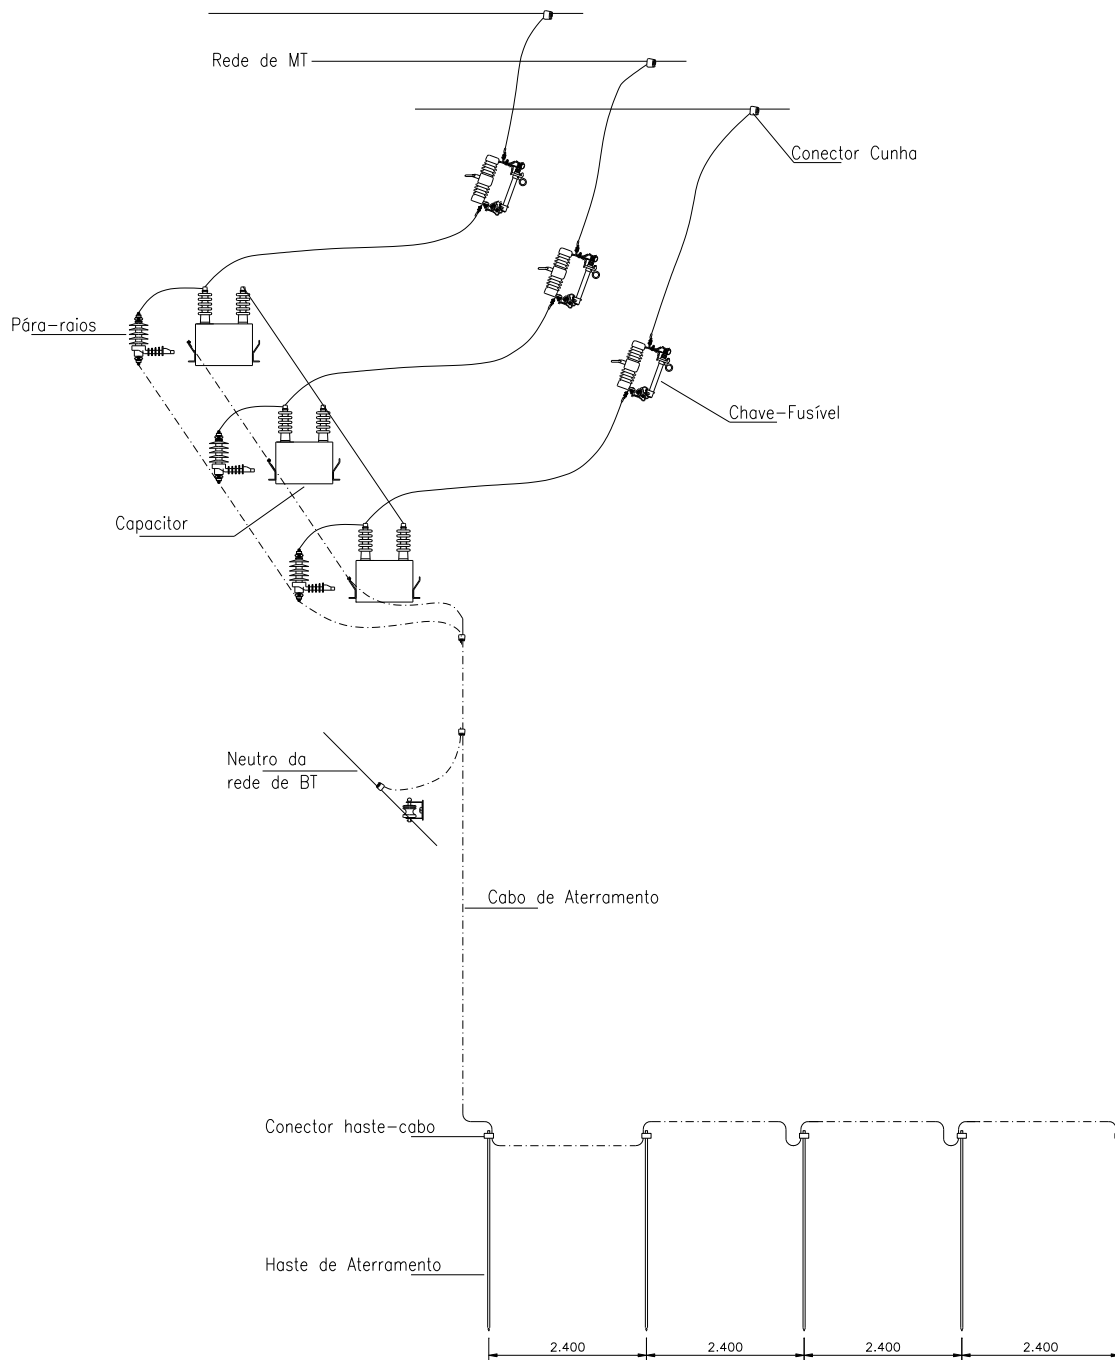 Rede de MT
Conector Cunha
Pára-raios
Chave-Fusível
Capacitor
Neutro da
rede de BT
Cabo de Aterramento
Conector haste-cabo
Haste de Aterramento
2.400
2.400
2.400
2.400